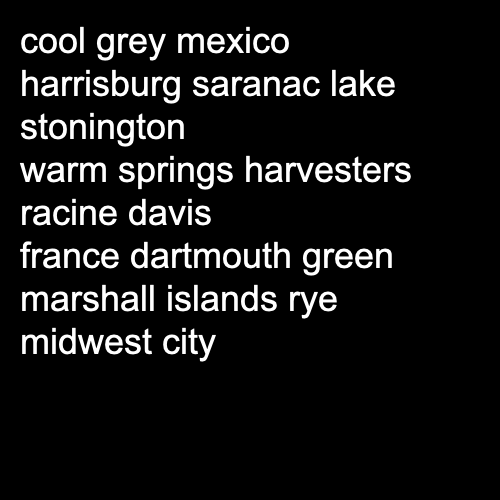 cool grey mexico
harrisburg saranac lake
stonington
warm springs harvesters
racine davis
france dartmouth green
marshall islands rye
midwest city